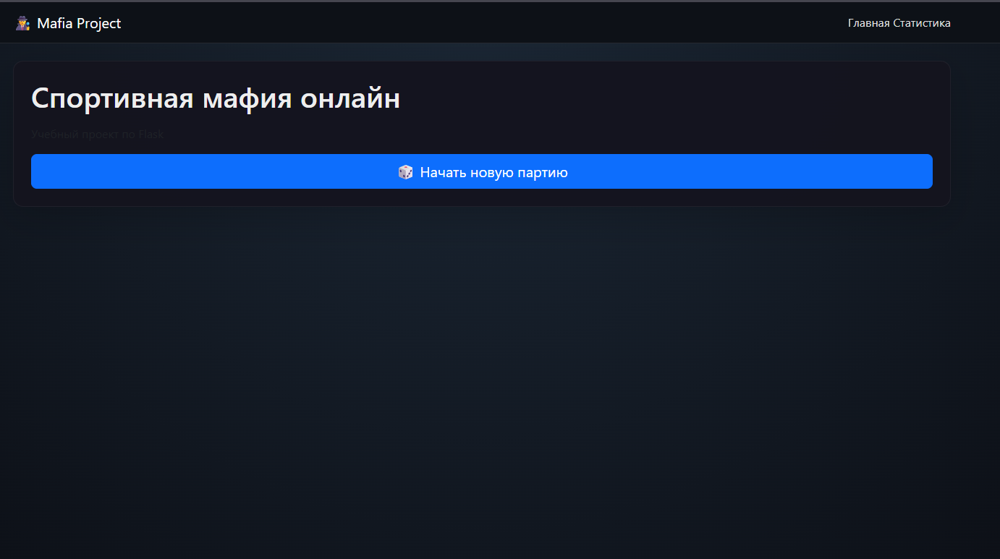 Mafia Project
Главная Статистика
Спортивная мафия онлайн
Учебный проект по Flask
Начать новую партию